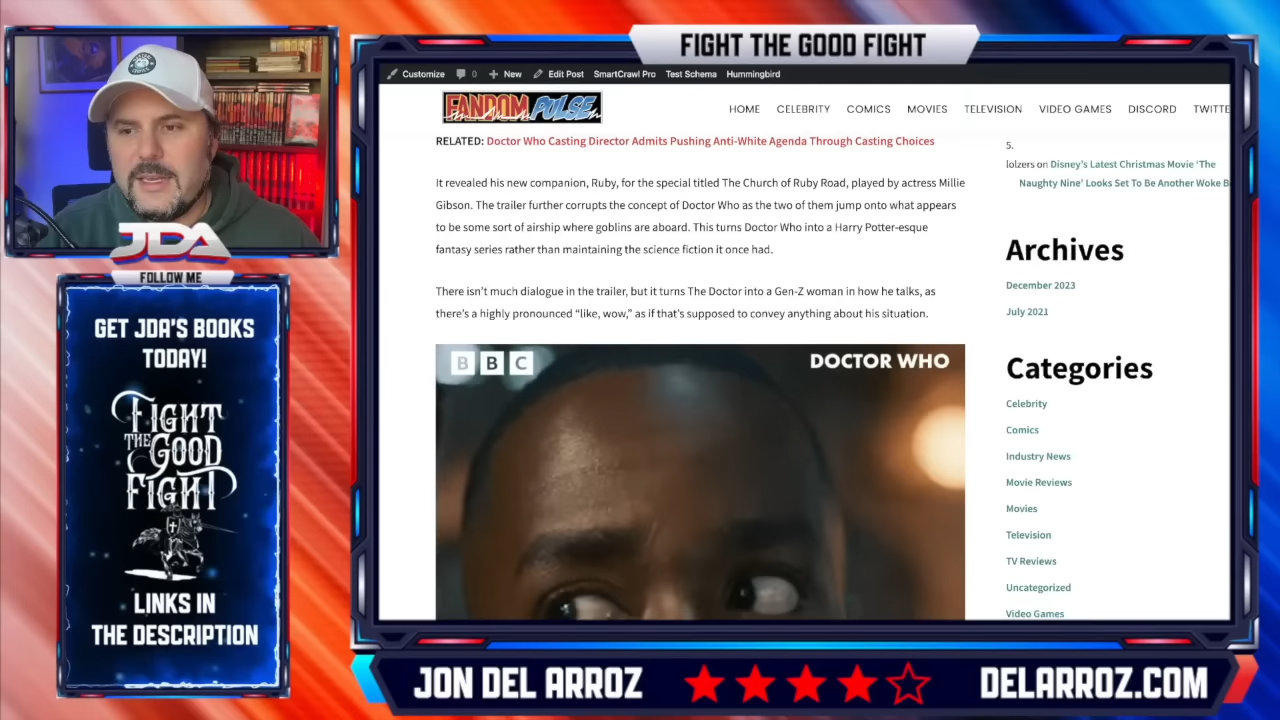 FIGHT THE GOOD FIGHT
Customize 0 New Edit Post SmartCrawl Pro Test Schema Hummingbird
FANDOM PULSE
HOME CELEBRITY COMICS MOVIES TELEVISION VIDEO GAMES DISCORD TWITTE
RELATED: Doctor Who Casting Director Admits Pushing Anti-White Agenda Through Casting Choices
It revealed his new companion, Ruby, for the special titled The Church of Ruby Road, played by actress Millie
Gibson. The trailer further corrupts the concept of Doctor Who as the two of them jump onto what appears
to be some sort of airship where goblins are aboard. This turns Doctor Who into a Harry Potter-esque
fantasy series rather than maintaining the science fiction it once had.
There isn’t much dialogue in the trailer, but it turns The Doctor into a Gen-Z woman in how he talks, as
there’s a highly pronounced “like, wow,” as if that’s supposed to convey anything about his situation.
BBC
DOCTOR WHO
5.
lolzers on Disney’s Latest Christmas Movie ‘The
Naughty Nine’ Looks Set To Be Another Woke B
Archives
December 2023
July 2021
Categories
Celebrity
Comics
Industry News
Movie Reviews
Movies
Television
TV Reviews
Uncategorized
Video Games
JDA
FOLLOW ME
GET JDA'S BOOKS
TODAY!
FIGHT
THE GOOD
FIGHT
LINKS IN
THE DESCRIPTION
JON DEL ARROZ
DELARROZ.COM